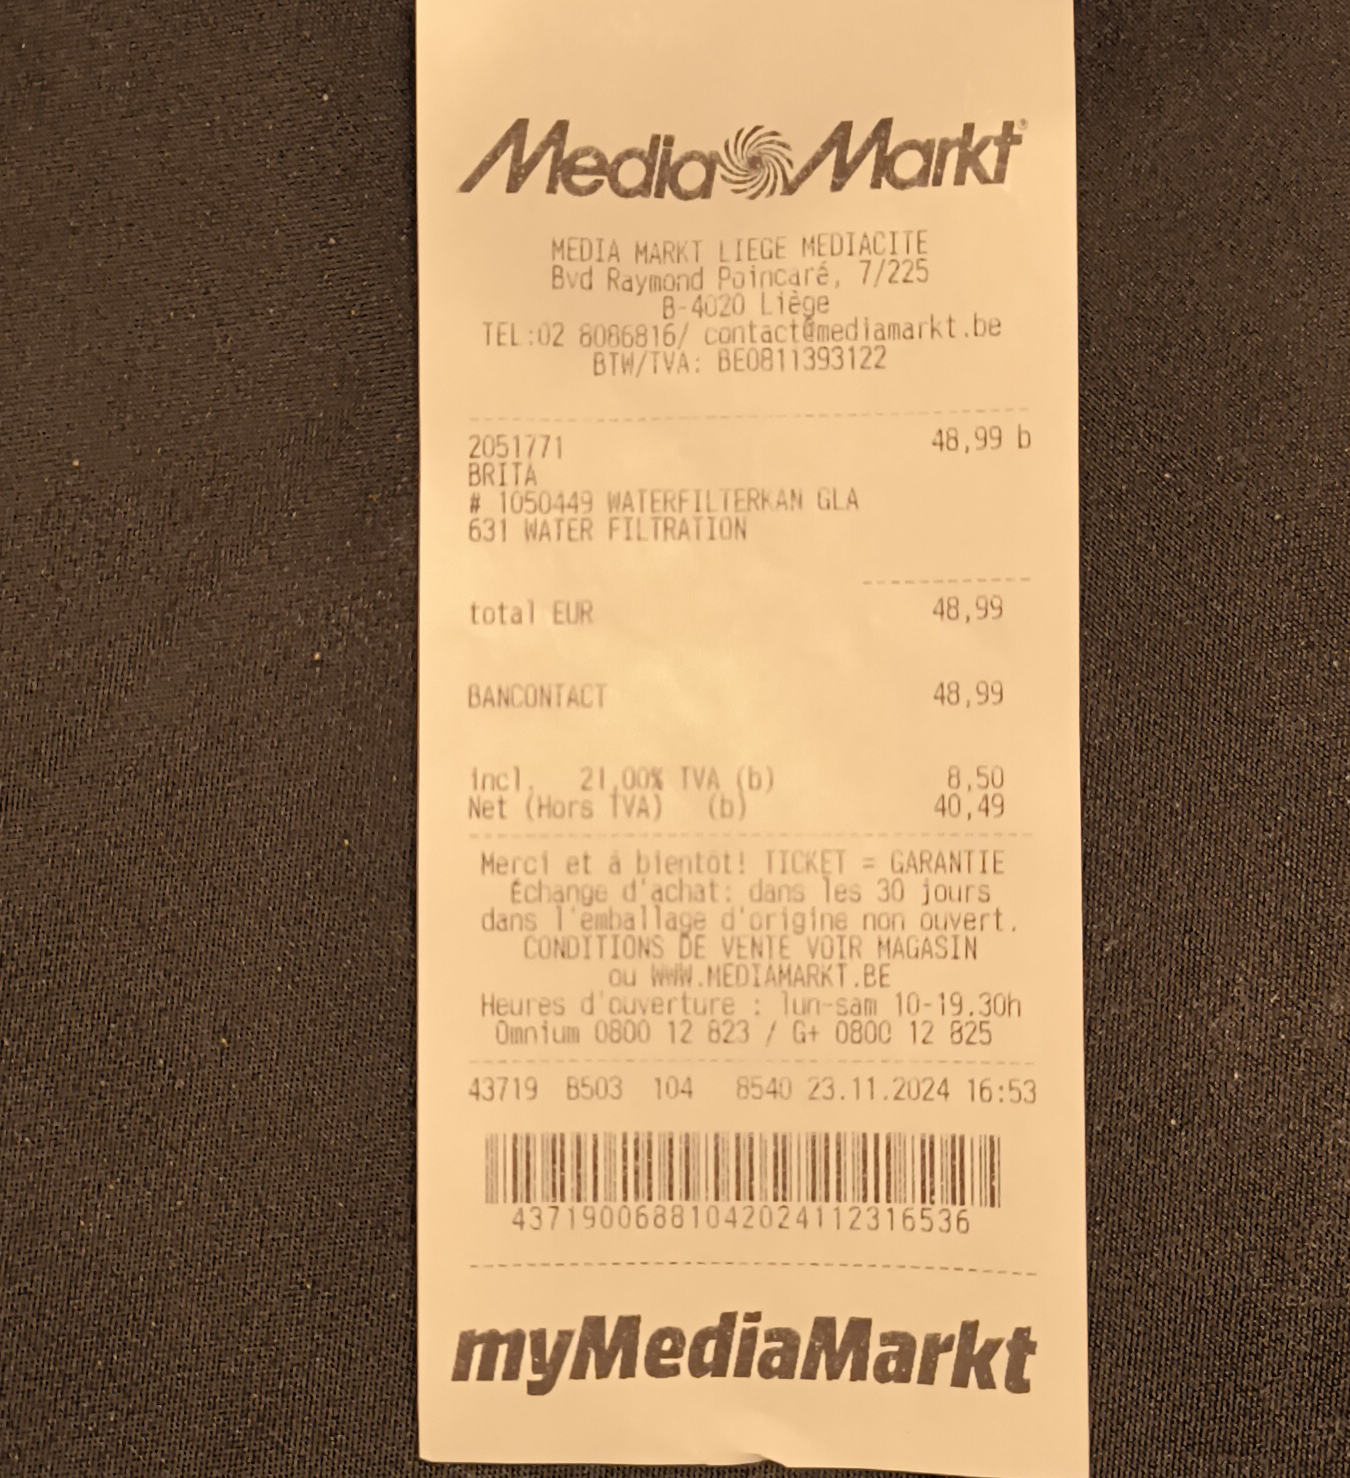 MediaMarkt®
MEDIA MARKT LIEGE MEDIACITE
Bvd Raymond Poincaré, 7/225
B-4020 Liège
TEL:02 8086816/ contact@mediamarkt.be
BTW/TVA: BE0811393122
2051771 48,99 b
BRITA
# 1050449 WATERFILTERKAN GLA
631 WATER FILTRATION
total EUR 48,99
BANCONTACT 48,99
incl. 21,00% TVA (b) 8,50
Net (Hors TVA) (b) 40,49
Merci et à bientôt! TICKET = GARANTIE
Échange d'achat: dans les 30 jours
dans l'emballage d'origine non ouvert.
CONDITIONS DE VENTE VOIR MAGASIN
ou WWW.MEDIAMARKT.BE
Heures d'ouverture : lun-sam 10-19.30h
Omnium 0800 12 823 / G+ 0800 12 825
43719 B503 104 8540 23.11.2024 16:53
4371900688104202411231653​6
myMediaMarkt